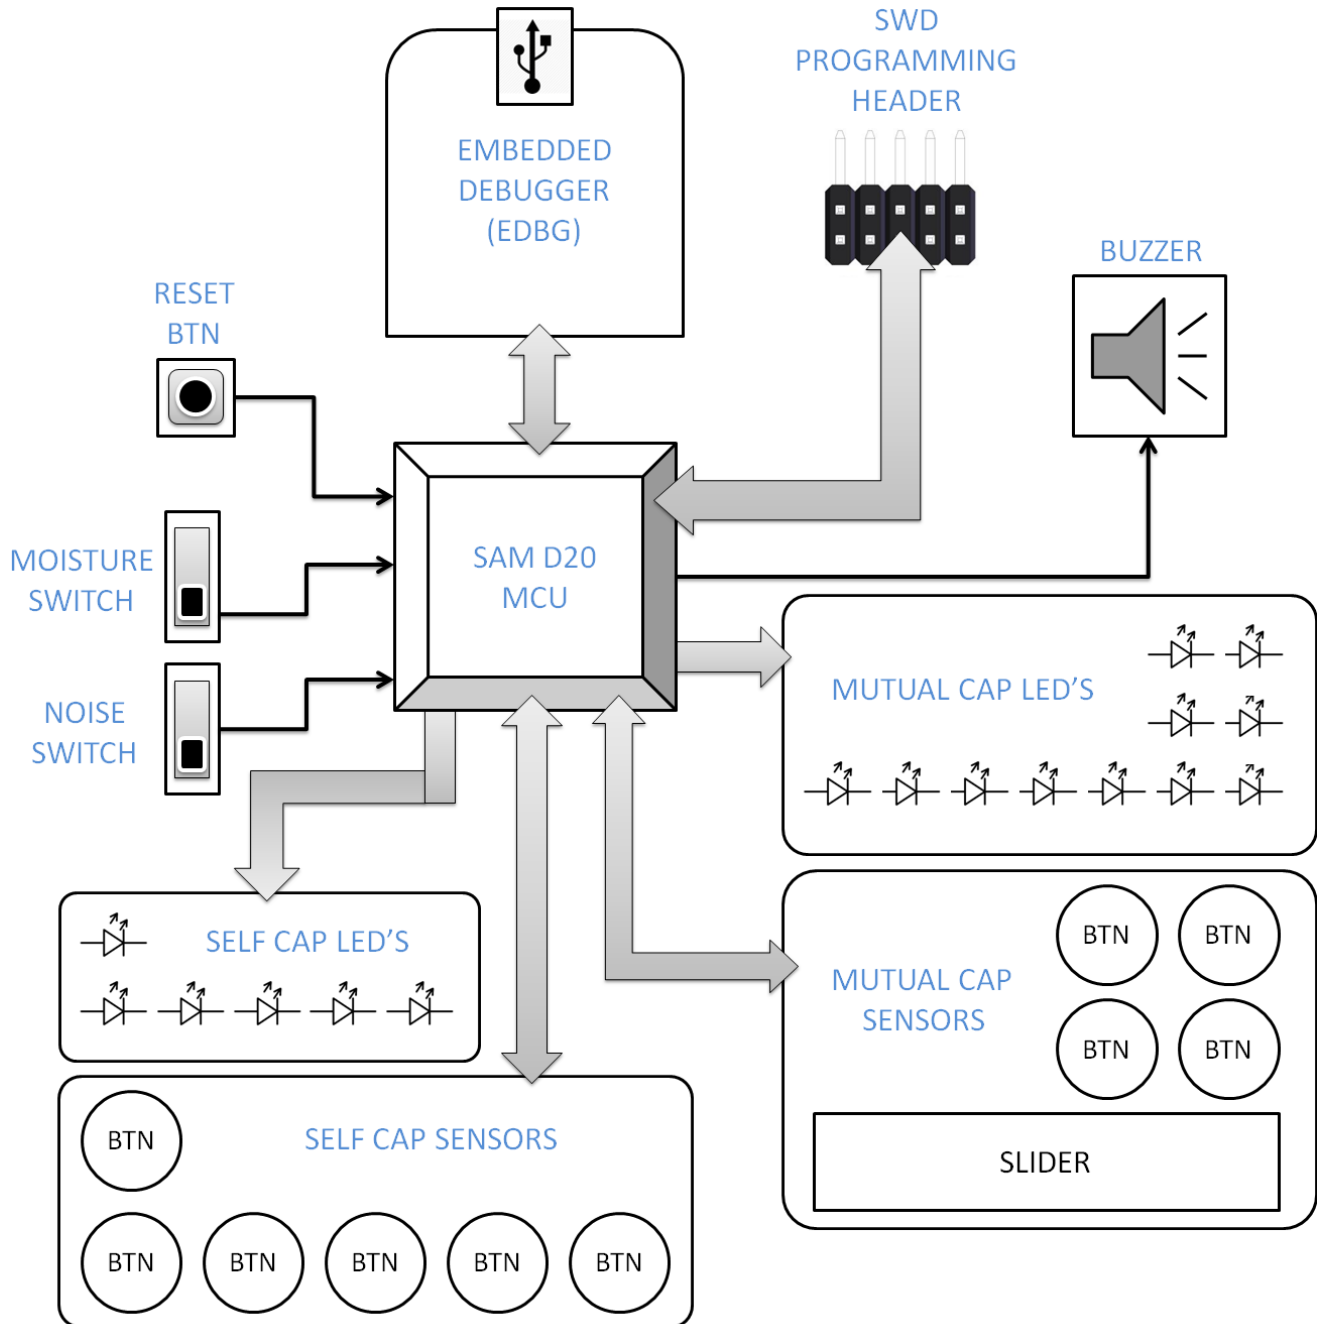 SWD
PROGRAMMING
HEADER
EMBEDDED
DEBUGGER
(EDBG)
BUZZER
RESET
BTN
MOISTURE
SWITCH
SAM D20
MCU
NOISE
SWITCH
MUTUAL CAP LED'S
SELF CAP LED'S
MUTUAL CAP
SENSORS
BTN
BTN
BTN
BTN
SLIDER
SELF CAP SENSORS
BTN
BTN
BTN
BTN
BTN
BTN